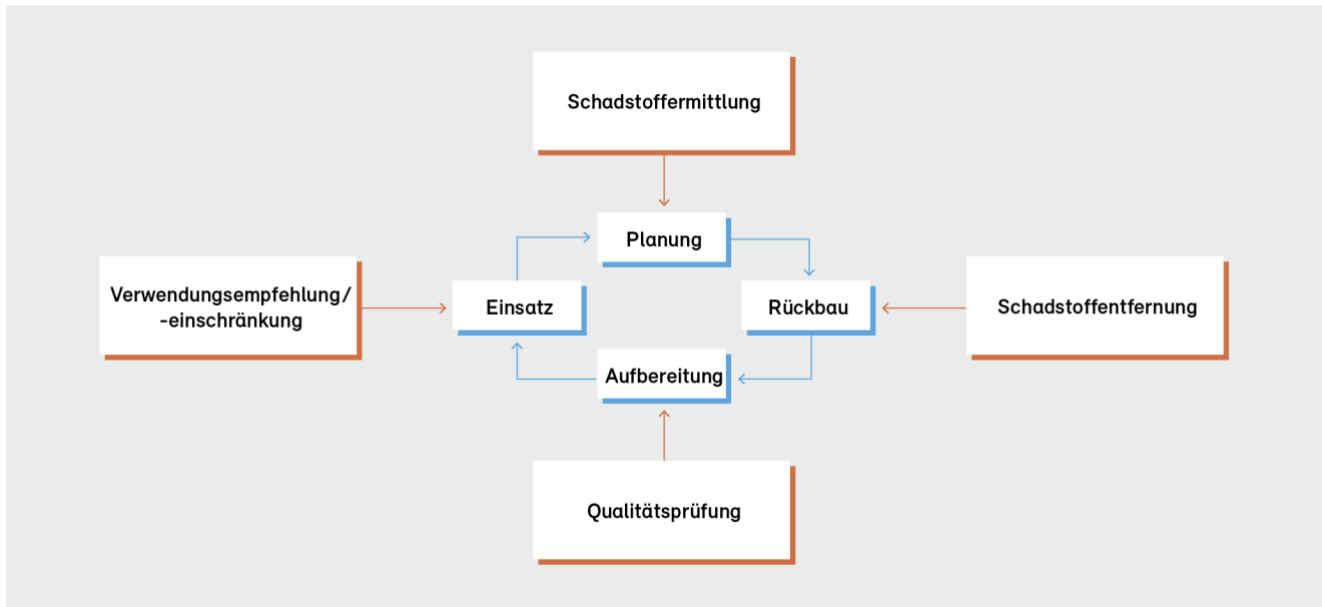 Schadstoffermittlung
Planung
Verwendungsempfehlung/
-einschränkung
Einsatz
Rückbau
Schadstoffentfernung
Aufbereitung
Qualitätsprüfung